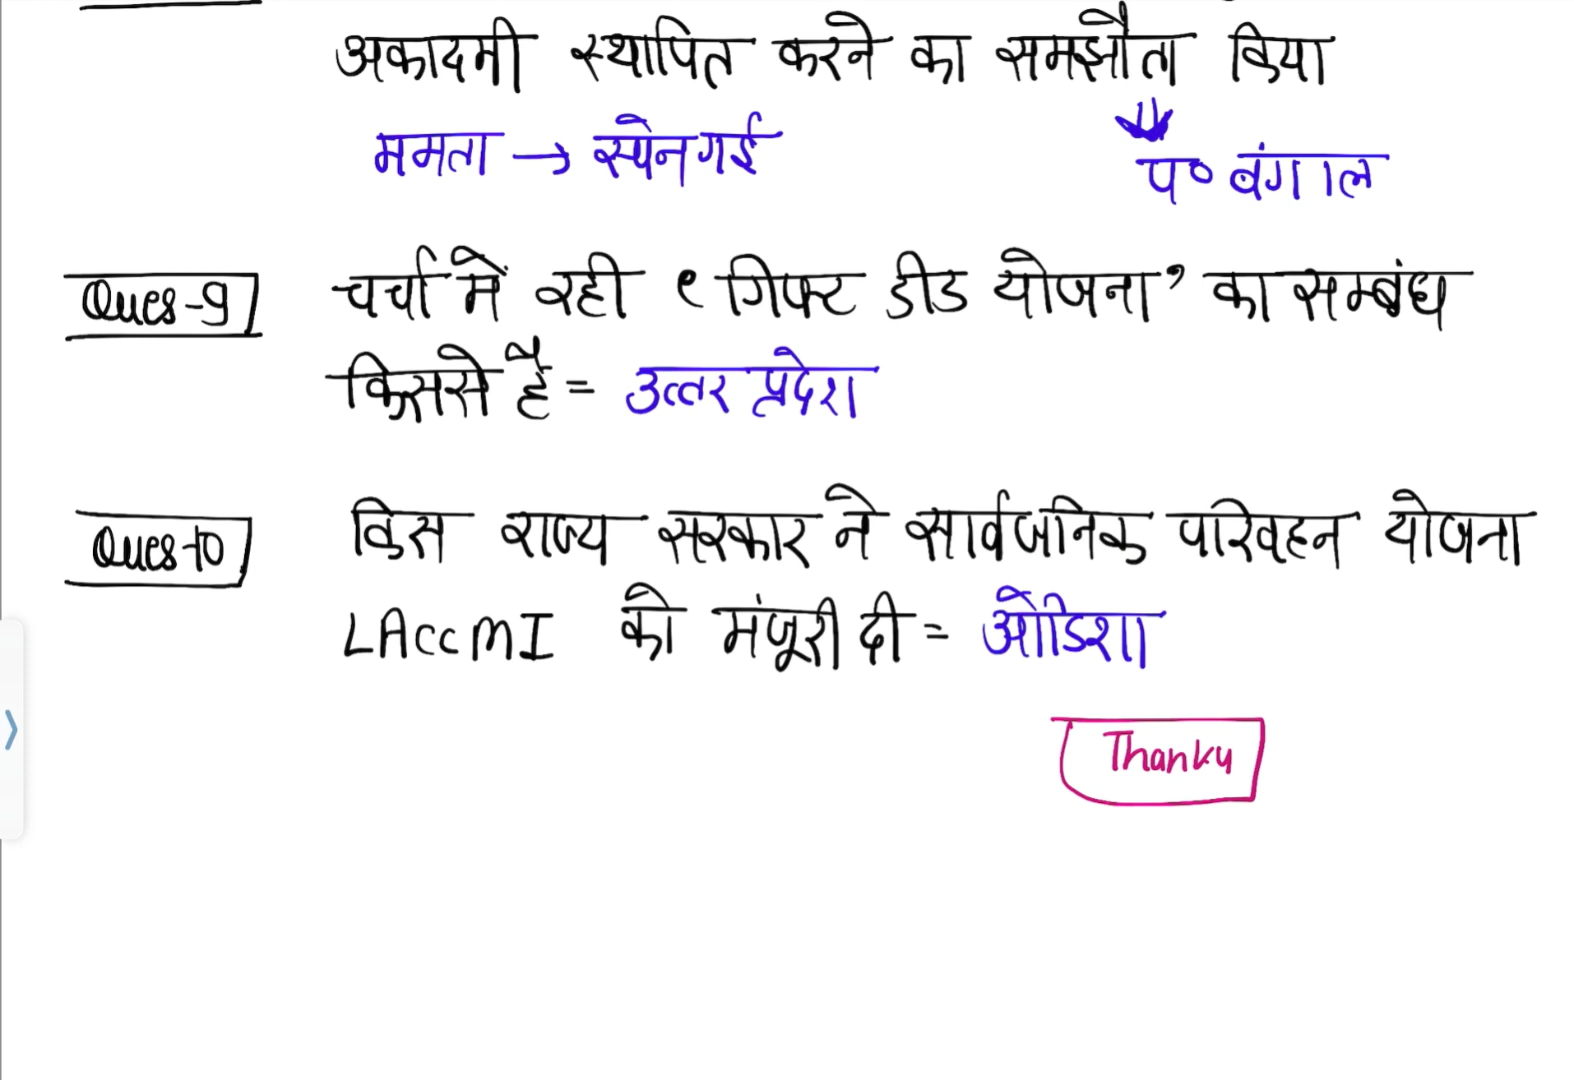 अकादमी स्थापित करने का समझौता किया
ममता → स्पेन गई
प० बंगाल
Ques-9 चर्चा में रही ‘गिफ्ट डीड योजना’ का सम्बंध
किससे है = उत्तर प्रदेश
Ques-10 किस राज्य सरकार ने सार्वजनिक परिवहन योजना
LAccMI को मंजूरी दी = ओडिशा
Thanku